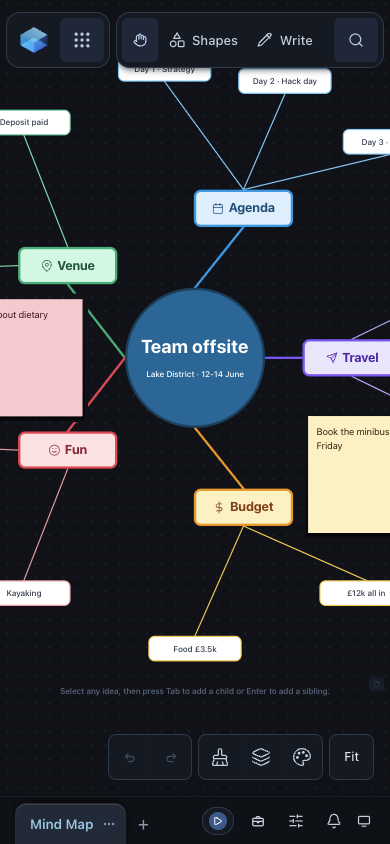 Shapes
Write
Day 1 · Strategy
Day 2 · Hack day
Deposit paid
Day 3 ·
Agenda
Venue
out dietary
Team offsite
Lake District · 12-14 June
Travel
Book the minibus
Friday
Fun
Budget
Kayaking
£12k all in
Food £3.5k
Select any idea, then press Tab to add a child or Enter to add a sibling.
Fit
Mind Map